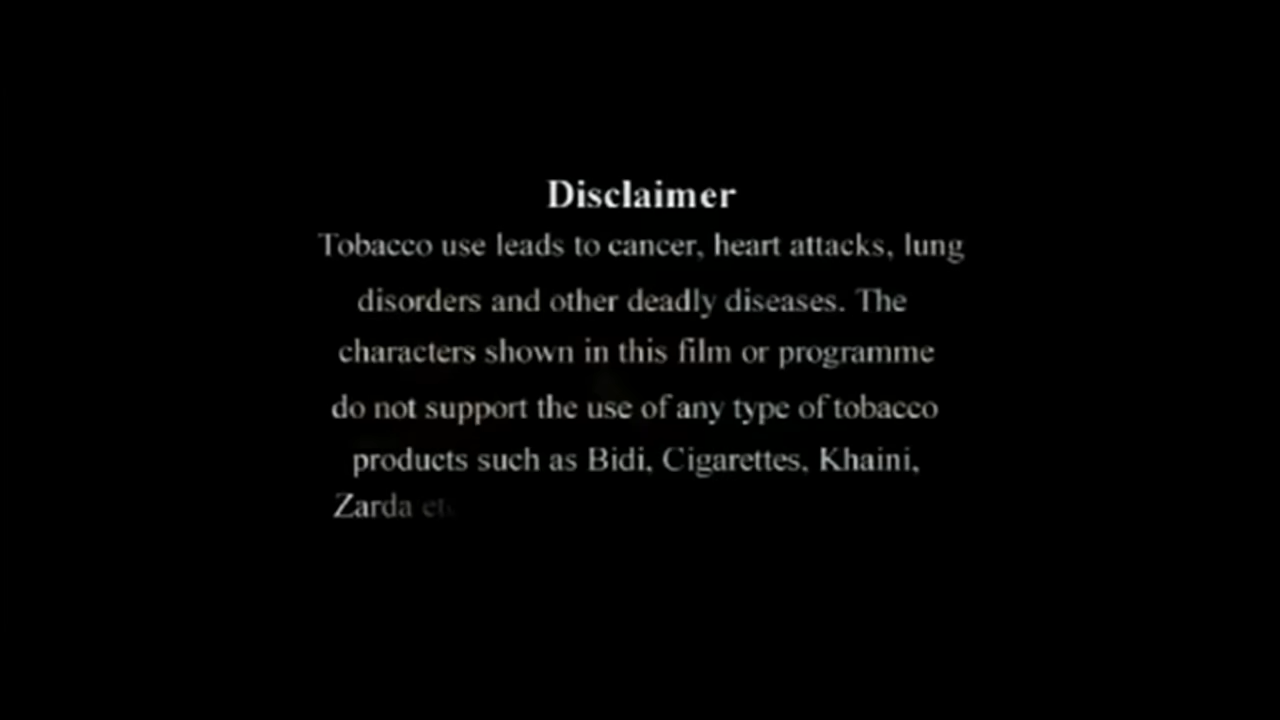 Disclaimer
Tobacco use leads to cancer, heart attacks, lung
disorders and other deadly diseases. The
characters shown in this film or programme
do not support the use of any type of tobacco
products such as Bidi, Cigarettes, Khaini,
Zarda